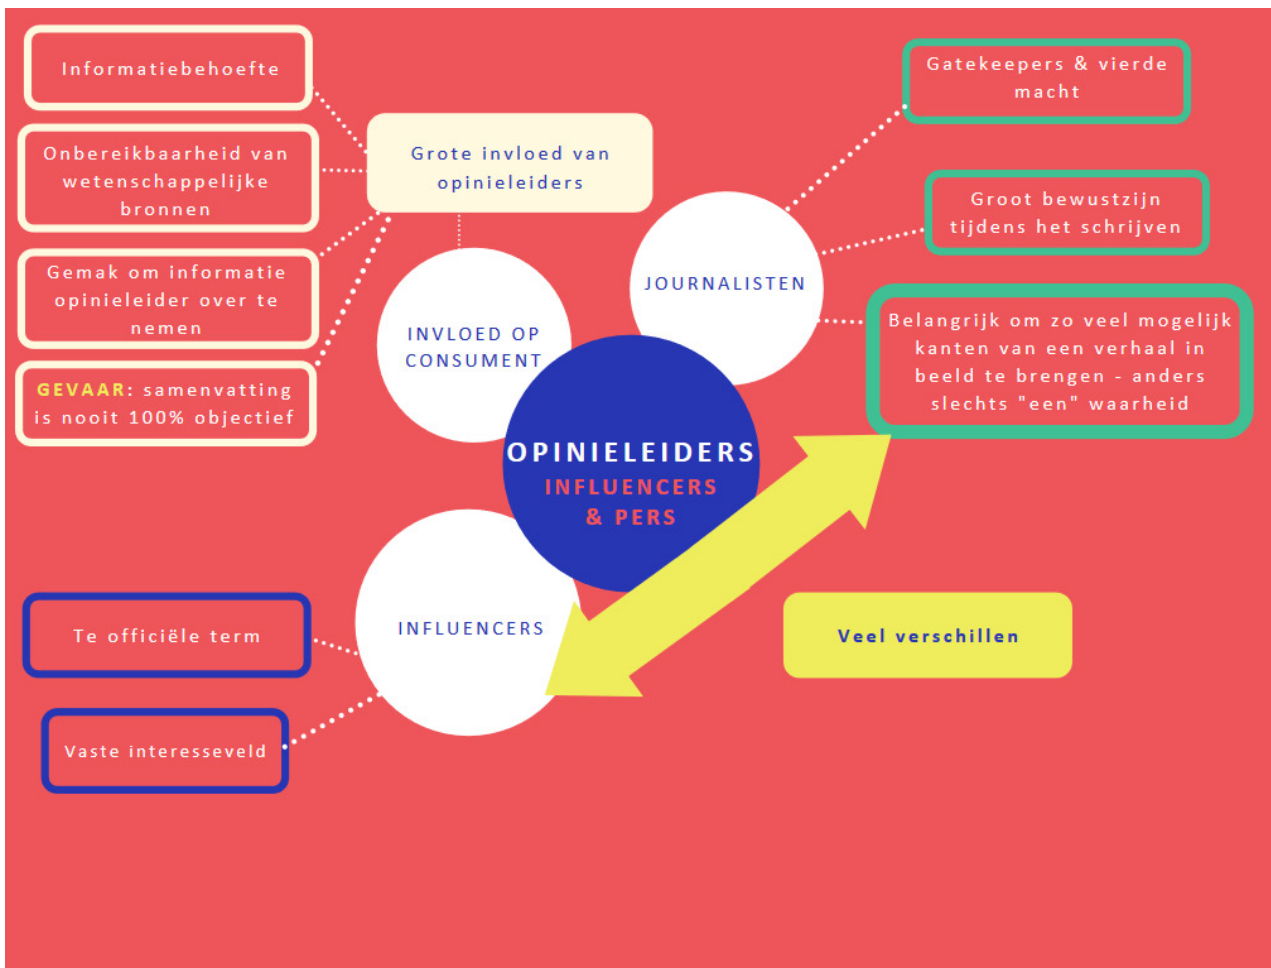 Informatiebehoefte
Onbereikbaarheid van
wetenschappelijke
bronnen
Gemak om informatie
opinieleider over te
nemen
GEVAAR: samenvatting
is nooit 100% objectief
Grote invloed van
opinieleiders
INVLOED OP
CONSUMENT
JOURNALISTEN
Gatekeepers & vierde
macht
Groot bewustzijn
tijdens het schrijven
Belangrijk om zo veel mogelijk
kanten van een verhaal in
beeld te brengen - anders
slechts "een" waarheid
OPINIELEIDERS
INFLUENCERS
& PERS
INFLUENCERS
Te officiële term
Vaste interesseveld
Veel verschillen